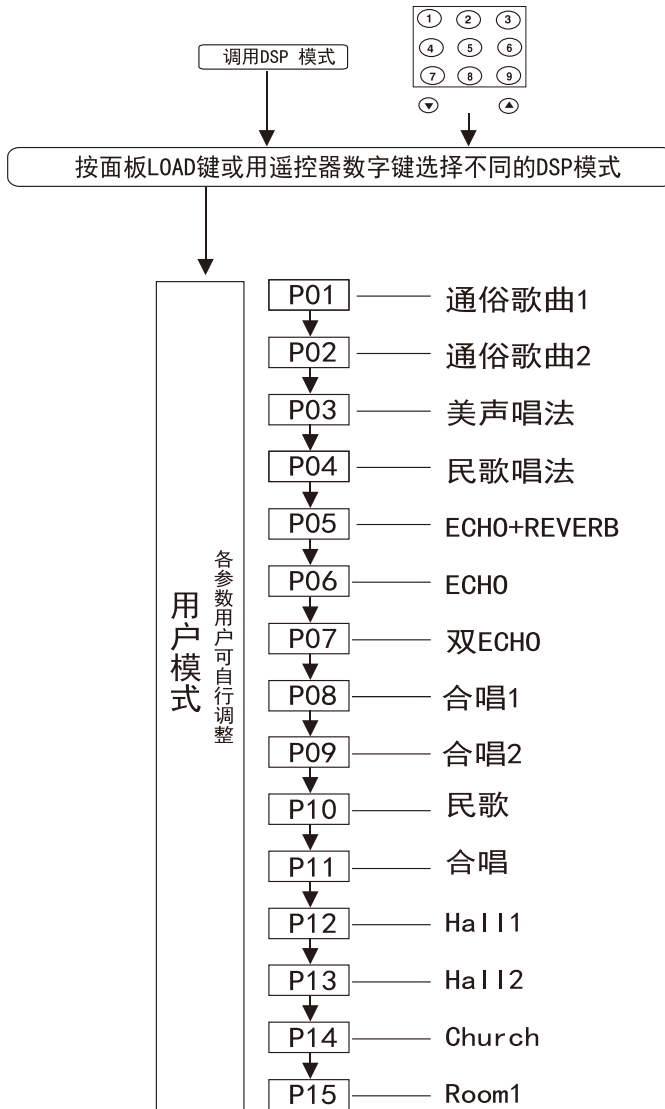 1 2 3
4 5 6
7 8 9
调用DSP 模式
按面板LOAD键或用遥控器数字键选择不同的DSP模式
用户模式
各参数用户可自行调整
P01 通俗歌曲1
P02 通俗歌曲2
P03 美声唱法
P04 民歌唱法
P05 ECHO+REVERB
P06 ECHO
P07 双ECHO
P08 合唱1
P09 合唱2
P10 民歌
P11 合唱
P12 Hall1
P13 Hall2
P14 Church
P15 Room1